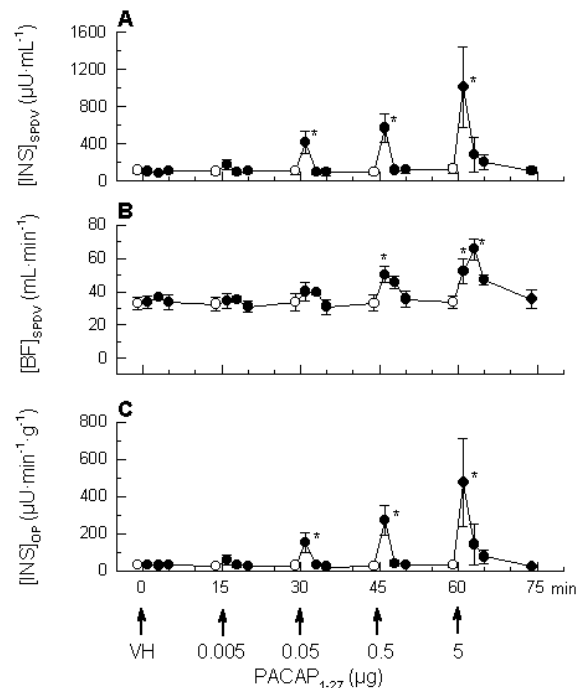 A
1600
1200
800
400
0
[INS]SPDV (µU·mL-1)
*
*
*
B
80
60
40
20
0
[BF]SPDV (mL·min-1)
*
*
*
C
800
600
400
200
0
[INS]OP (µU·min-1·g-1)
*
*
*
0 15 30 45 60 min 75
VH 0.005 0.05 0.5 5
PACAP1-27 (µg)